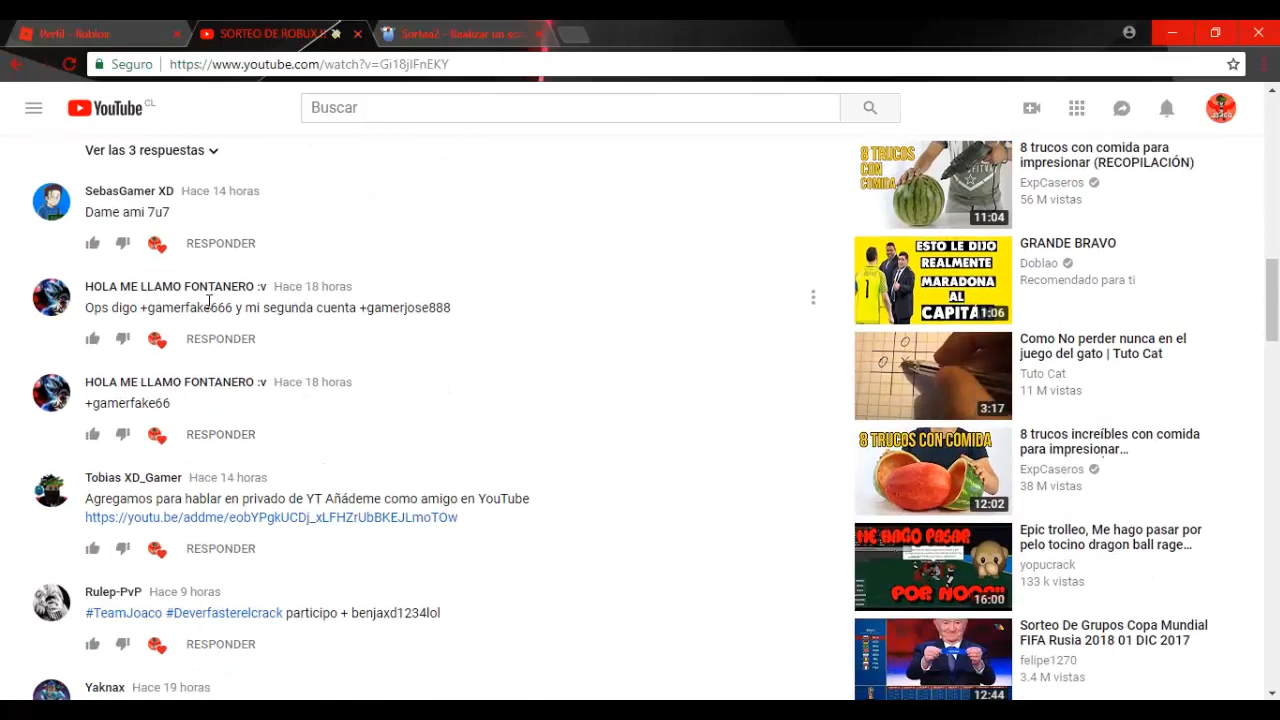 Perfil - Roblox
SORTEO DE ROBUX
Sortea2 - Realizar un sor
Seguro
https://www.youtube.com/watch?v=Gi18jIFnEKY
YouTube CL
Buscar
Ver las 3 respuestas
SebasGamer XD Hace 14 horas
Dame ami 7u7
RESPONDER
HOLA ME LLAMO FONTANERO :v Hace 18 horas
Ops digo +gamerfake666 y mi segunda cuenta +gamerjose888
RESPONDER
HOLA ME LLAMO FONTANERO :v Hace 18 horas
+gamerfake66
RESPONDER
Tobias XD_Gamer Hace 14 horas
Agregamos para hablar en privado de YT Añádeme como amigo en YouTube
https://youtu.be/addme/eobYPgkUCDj_xLFHZrUbBKEJLmoTOw
RESPONDER
Rulep-PvP Hace 9 horas
#TeamJoaco #Deverfasterelcrack participo + benjaxd1234lol
RESPONDER
Yaknax Hace 19 horas
8 TRUCOS
CON
COMIDA
11:04
8 trucos con comida para
impresionar (RECOPILACIÓN)
ExpCaseros
56 M vistas
ESTO LE DIJO
REALMENTE
MARADONA
AL
CAPITA
1:06
GRANDE BRAVO
Doblao
Recomendado para ti
3:17
Como No perder nunca en el
juego del gato | Tuto Cat
Tuto Cat
11 M vistas
8 TRUCOS CON COMIDA
12:02
8 trucos increíbles con comida
para impresionar…
ExpCaseros
38 M vistas
ME HAGO PASAR
POR NOOB!!
16:00
Epic trolleo, Me hago pasar por
pelo tocino dragon ball rage…
yopucrack
133 k vistas
12:44
Sorteo De Grupos Copa Mundial
FIFA Rusia 2018 01 DIC 2017
felipe1270
3.4 M vistas